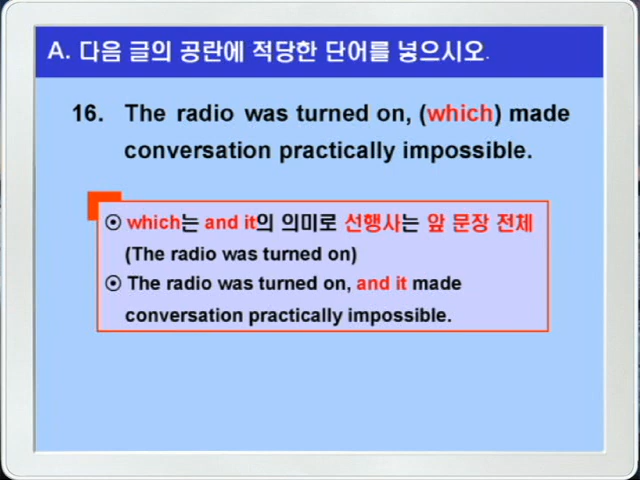 A. 다음 글의 공란에 적당한 단어를 넣으시오.
16. The radio was turned on, (which) made
conversation practically impossible.
⊙ which는 and it의 의미로 선행사는 앞 문장 전체
(The radio was turned on)
⊙ The radio was turned on, and it made
conversation practically impossible.